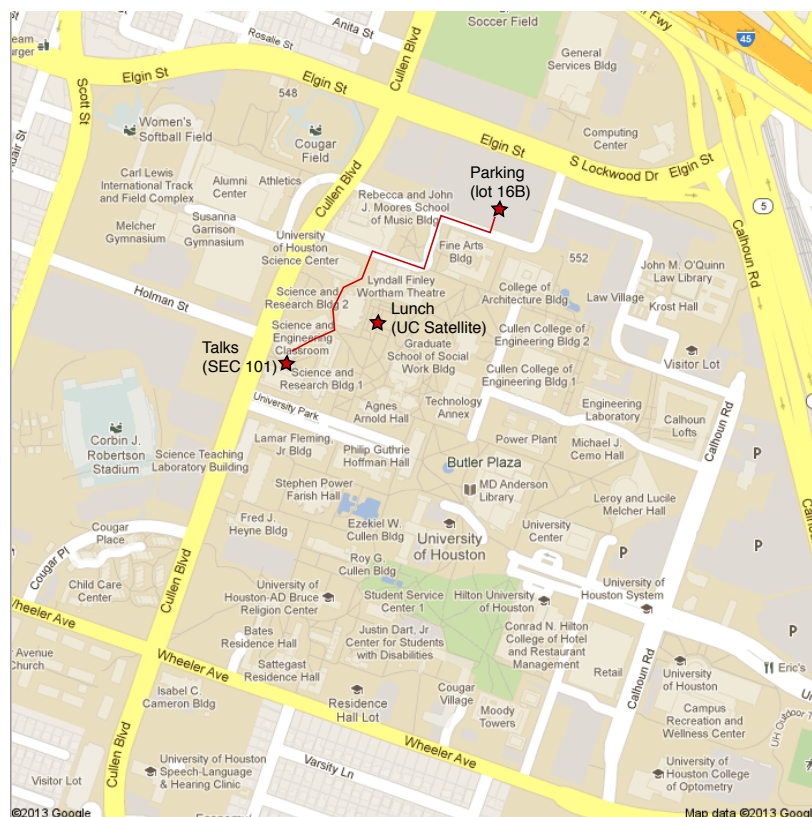 Anita St
Rosalie St
Soccer Field
Fwy
45
General
Services Bldg
Cullen Blvd
Elgin St
Elgin St
548
Scott St
Women's
Softball Field
Cougar
Field
Elgin St
Computing
Center
S Lockwood Dr
Elgin St
Parking
(lot 16B)
Carl Lewis
International Track
and Field Complex
Alumni
Center
Athletics
Cullen Blvd
Rebecca and John
J. Moores School
of Music Bldg
5
Melcher
Gymnasium
Susanna
Garrison
Gymnasium
University
of Houston
Science Center
Fine Arts
Bldg
552
Calhoun Rd
John M. O'Quinn
Law Library
Lyndall Finley
Wortham Theatre
College of
Architecture Bldg
Law Village
Krost Hall
Holman St
Science and
Research Bldg 2
Lunch
(UC Satellite)
Science and
Engineering
Classroom
Talks
(SEC 101)
Cullen College of
Engineering Bldg 2
Graduate
School of Social
Work Bldg
Visitor Lot
Science and
Research Bldg 1
Cullen College of
Engineering Bldg 1
University Park
Agnes
Arnold Hall
Technology
Annex
Engineering
Laboratory
Calhoun
Lofts
Calhoun Rd
Corbin J.
Robertson
Stadium
Science Teaching
Laboratory Building
Lamar Fleming,
Jr Bldg
Philip Guthrie
Hoffman Hall
Power Plant
Michael J.
Cemo Hall
P
Butler Plaza
Stephen Power
Farish Hall
MD Anderson
Library
Leroy and Lucile
Melcher Hall
P
Fred J.
Heyne Bldg
Ezekiel W.
Cullen Bldg
University
of Houston
University
Center
P
P
Cougar
Place
Cougar Pl
Roy G.
Cullen Bldg
Child Care
Center
Cullen Blvd
University of
Houston-AD Bruce
Religion Center
Student Service
Center 1
Hilton University
of Houston
University of
Houston System
Wheeler Ave
P
Avenue
Church
Bates
Residence Hall
Justin Dart, Jr
Center for Students
with Disabilities
Conrad N. Hilton
College of Hotel
and Restaurant
Management
Wheeler Ave
Sattegast
Residence Hall
Retail
Calhoun Rd
University of
Houston
Eric's
Isabel C.
Cameron Bldg
Residence
Hall Lot
Cougar
Village
Moody
Towers
Campus
Recreation and
Wellness Center
UH Outdoor
Cullen Blvd
Wheeler Ave
Varsity Ln
Visitor Lot
University of Houston
Speech-Language
& Hearing Clinic
University of
Houston College
of Optometry
©2013 Google
Map data ©2013 Goog